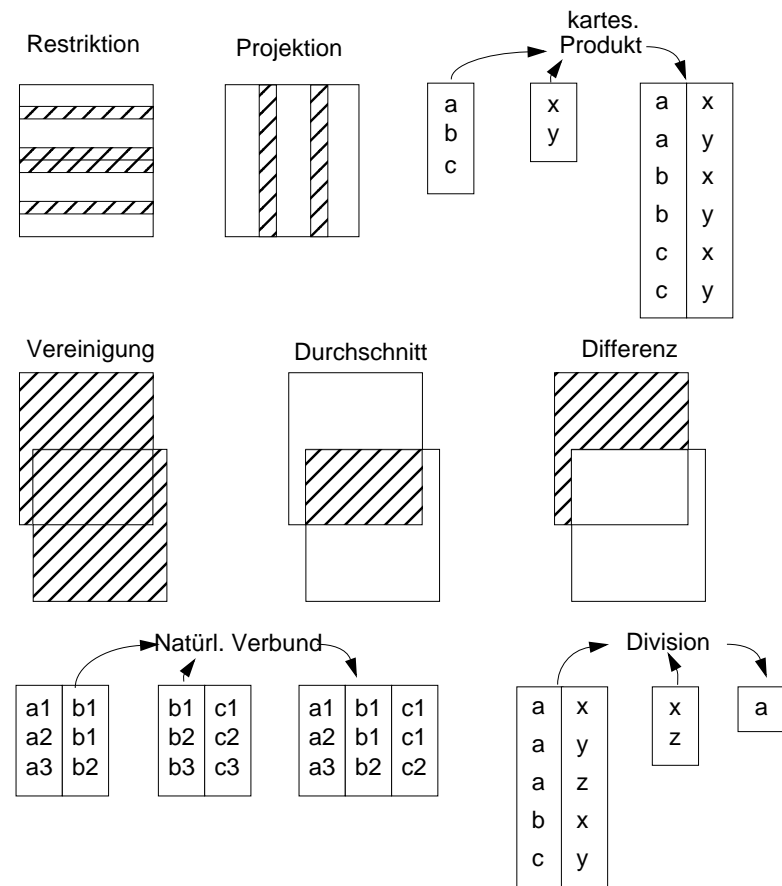 Restriktion
Projektion
kartes.
Produkt
a
b
c
x
y
a x
a y
b x
b y
c x
c y
Vereinigung
Durchschnitt
Differenz
Natürl. Verbund
a1 b1
a2 b1
a3 b2
b1 c1
b2 c2
b3 c3
a1 b1 c1
a2 b1 c1
a3 b2 c2
Division
a x
a y
a z
b x
c y
x
z
a